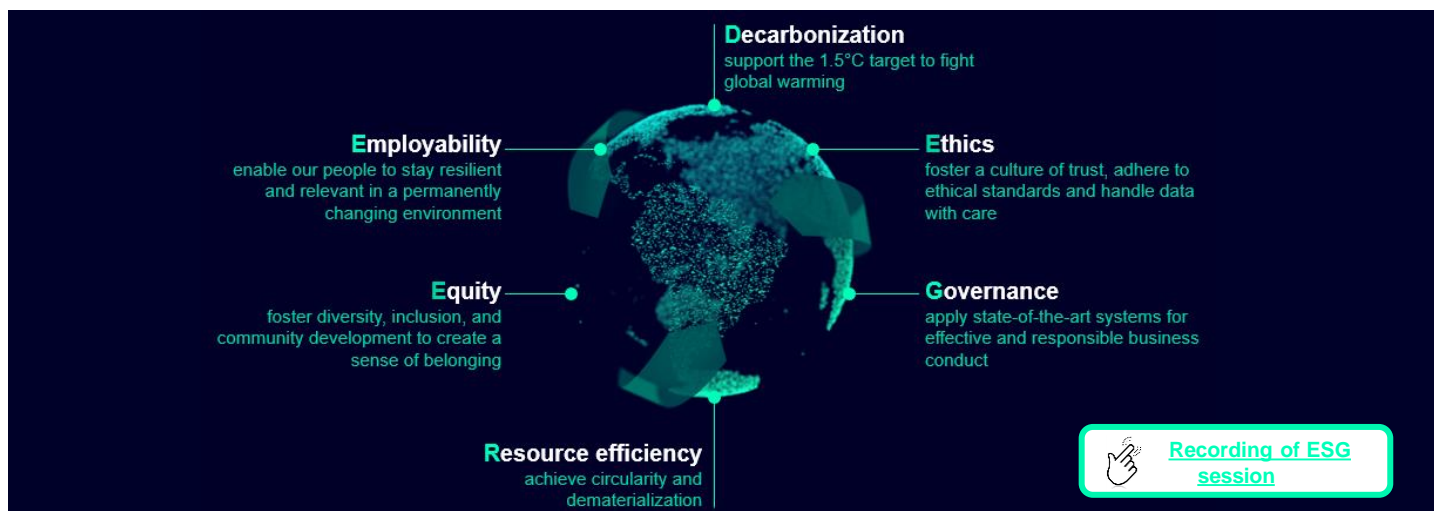 Decarbonization
support the 1.5°C target to fight
global warming
Ethics
foster a culture of trust, adhere to
ethical standards and handle data
with care
Governance
apply state-of-the-art systems for
effective and responsible business
conduct
Resource efficiency
achieve circularity and
dematerialization
Equity
foster diversity, inclusion, and
community development to create a
sense of belonging
Employability
enable our people to stay resilient
and relevant in a permanently
changing environment
Recording of ESG
session